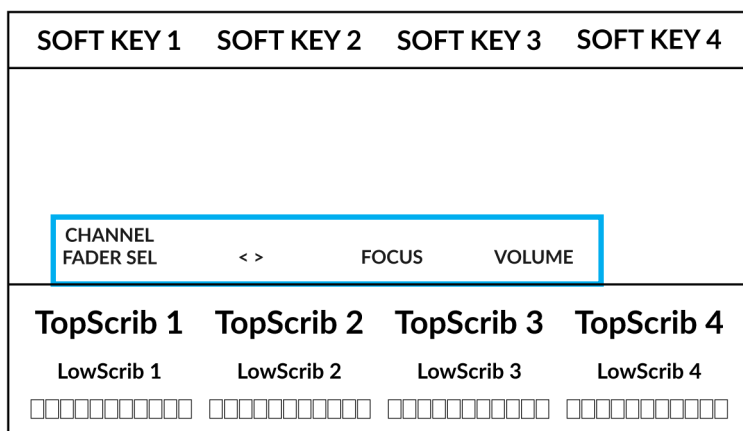 SOFT KEY 1 SOFT KEY 2 SOFT KEY 3 SOFT KEY 4
CHANNEL
FADER SEL < > FOCUS VOLUME
TopScrib 1 TopScrib 2 TopScrib 3 TopScrib 4
LowScrib 1 LowScrib 2 LowScrib 3 LowScrib 4